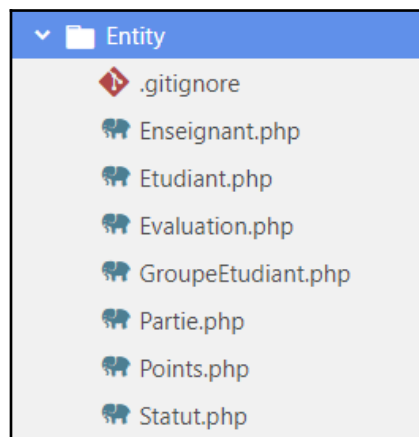 Entity
.gitignore
Enseignant.php
Etudiant.php
Evaluation.php
GroupeEtudiant.php
Partie.php
Points.php
Statut.php